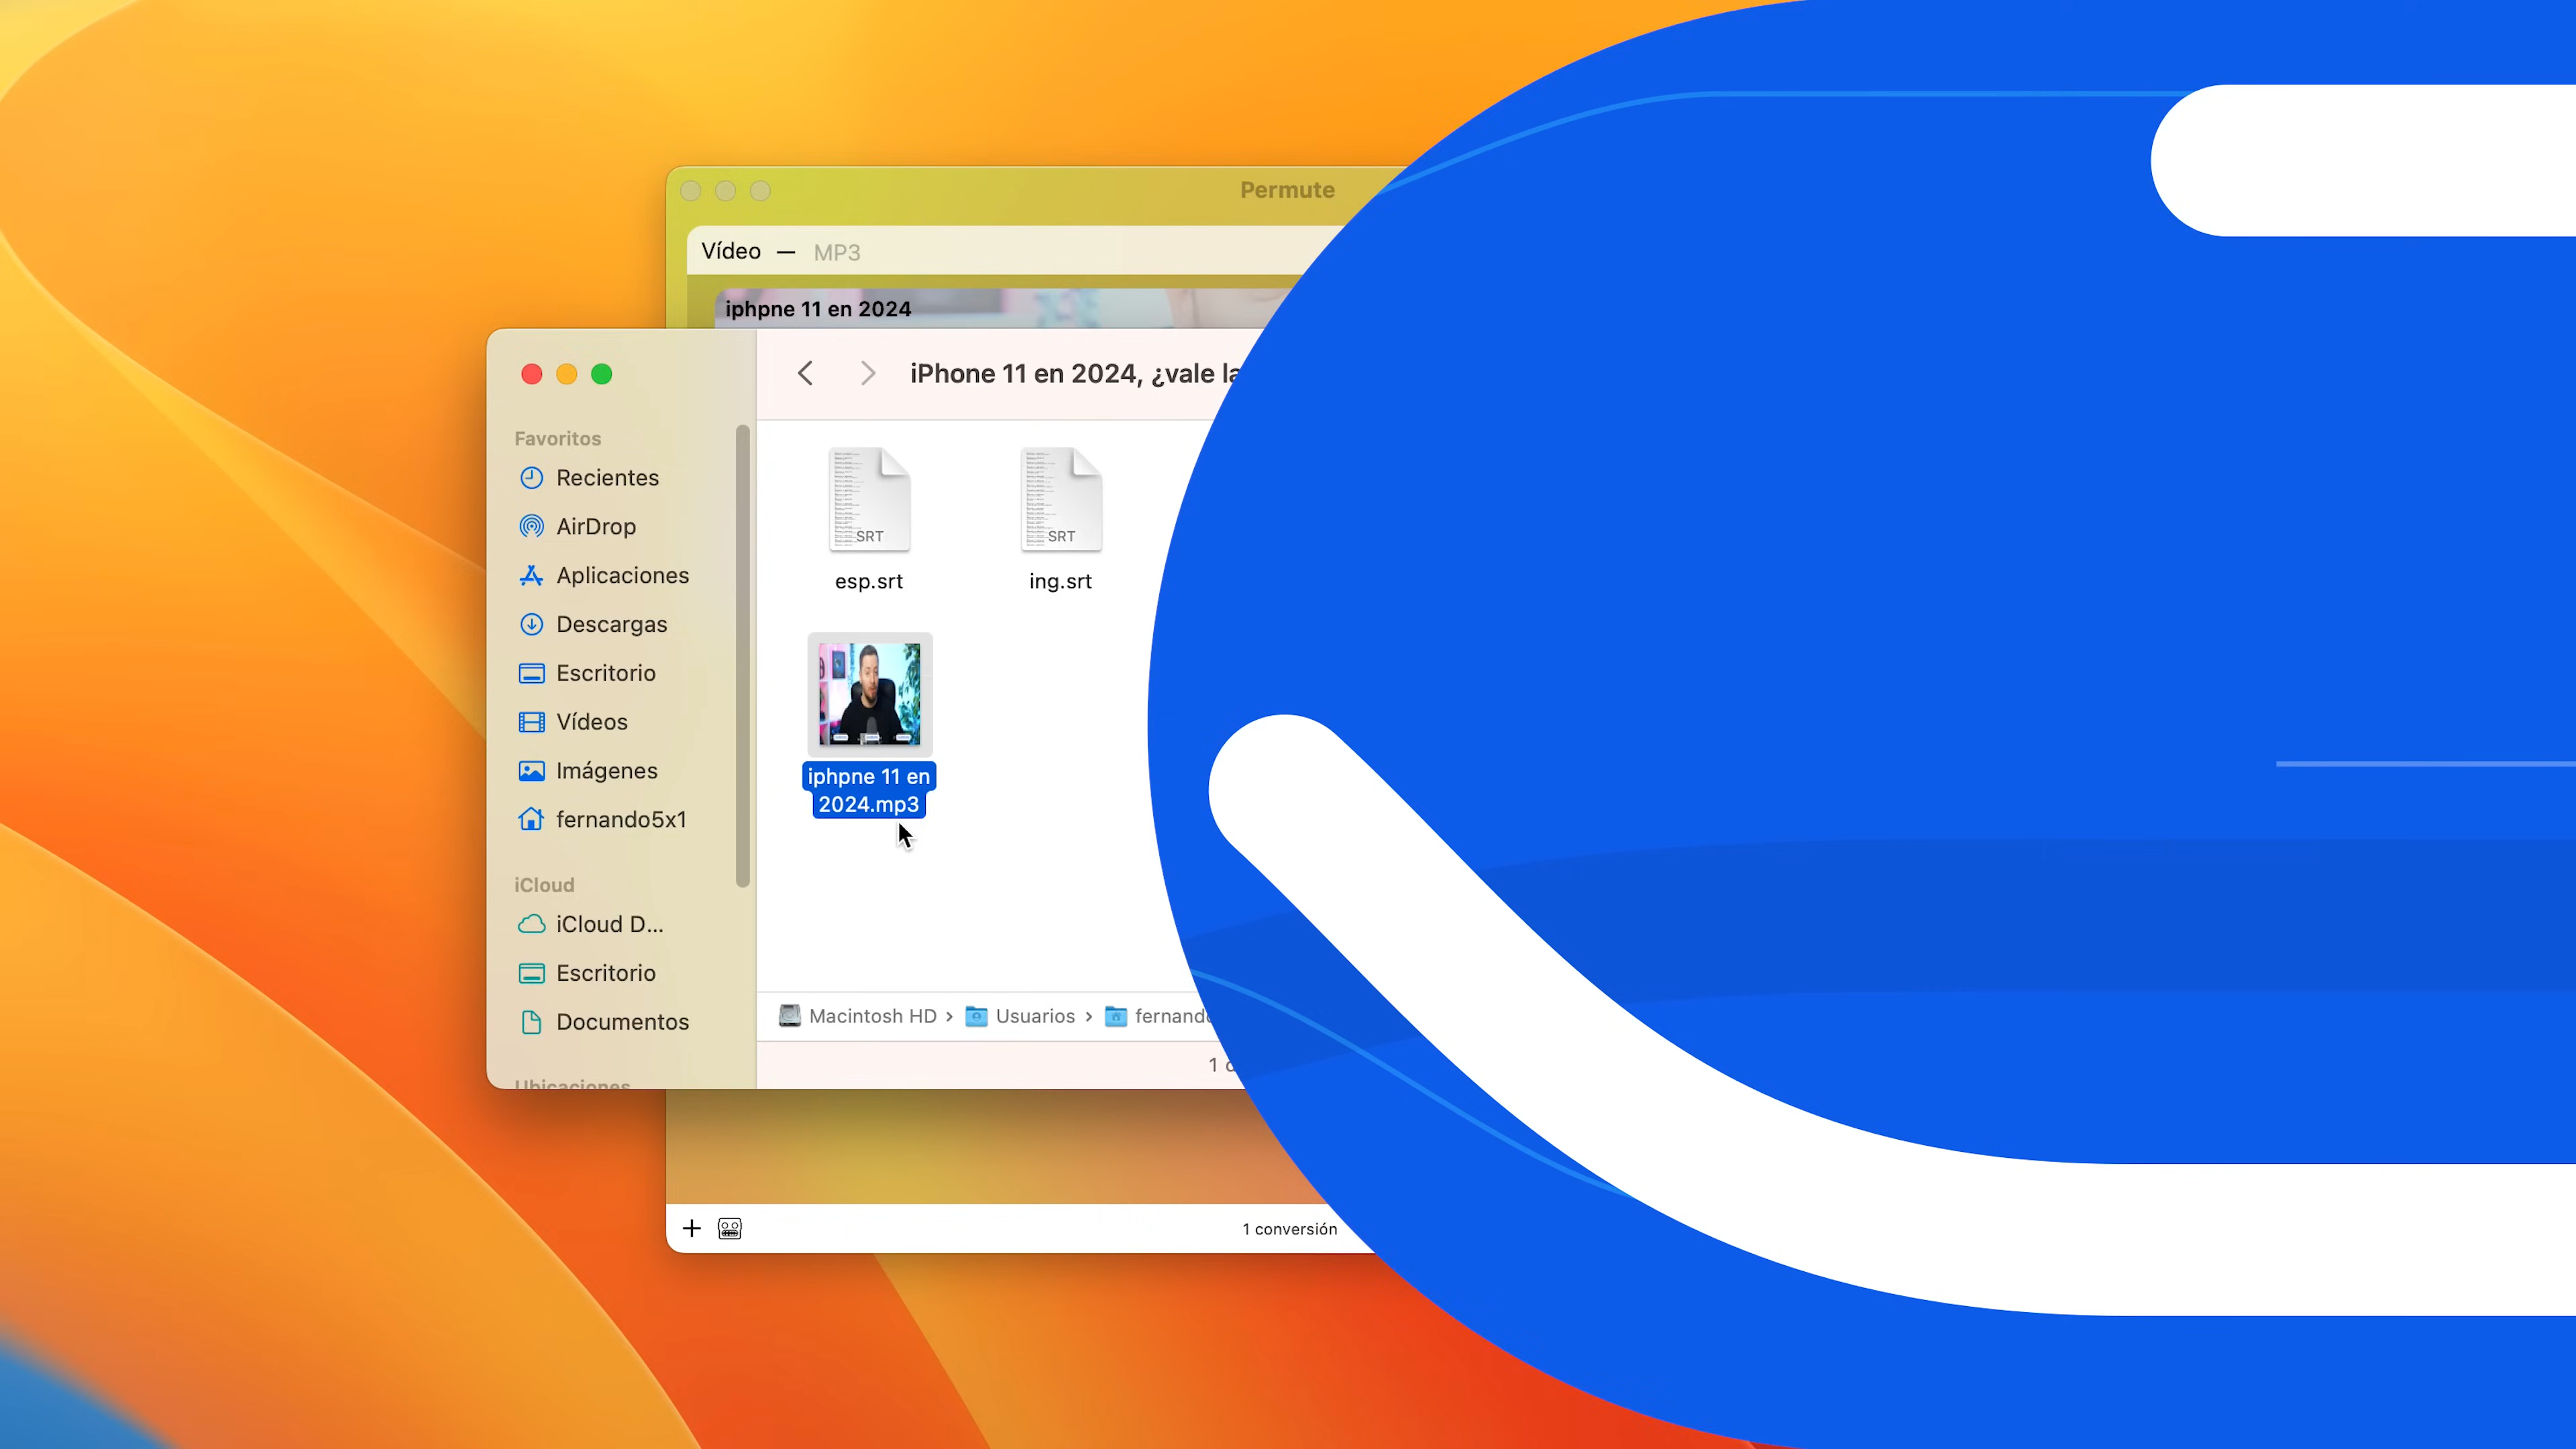 Permute
Vídeo — MP3
iphpne 11 en 2024
iPhone 11 en 2024, ¿vale la
Favoritos
Recientes
AirDrop
Aplicaciones
Descargas
Escritorio
Vídeos
Imágenes
fernando5x1
iCloud
iCloud D...
Escritorio
Documentos
Ubicaciones
SRT
esp.srt
SRT
ing.srt
iphpne 11 en
2024.mp3
Macintosh HD › Usuarios ›
1
1 conversión